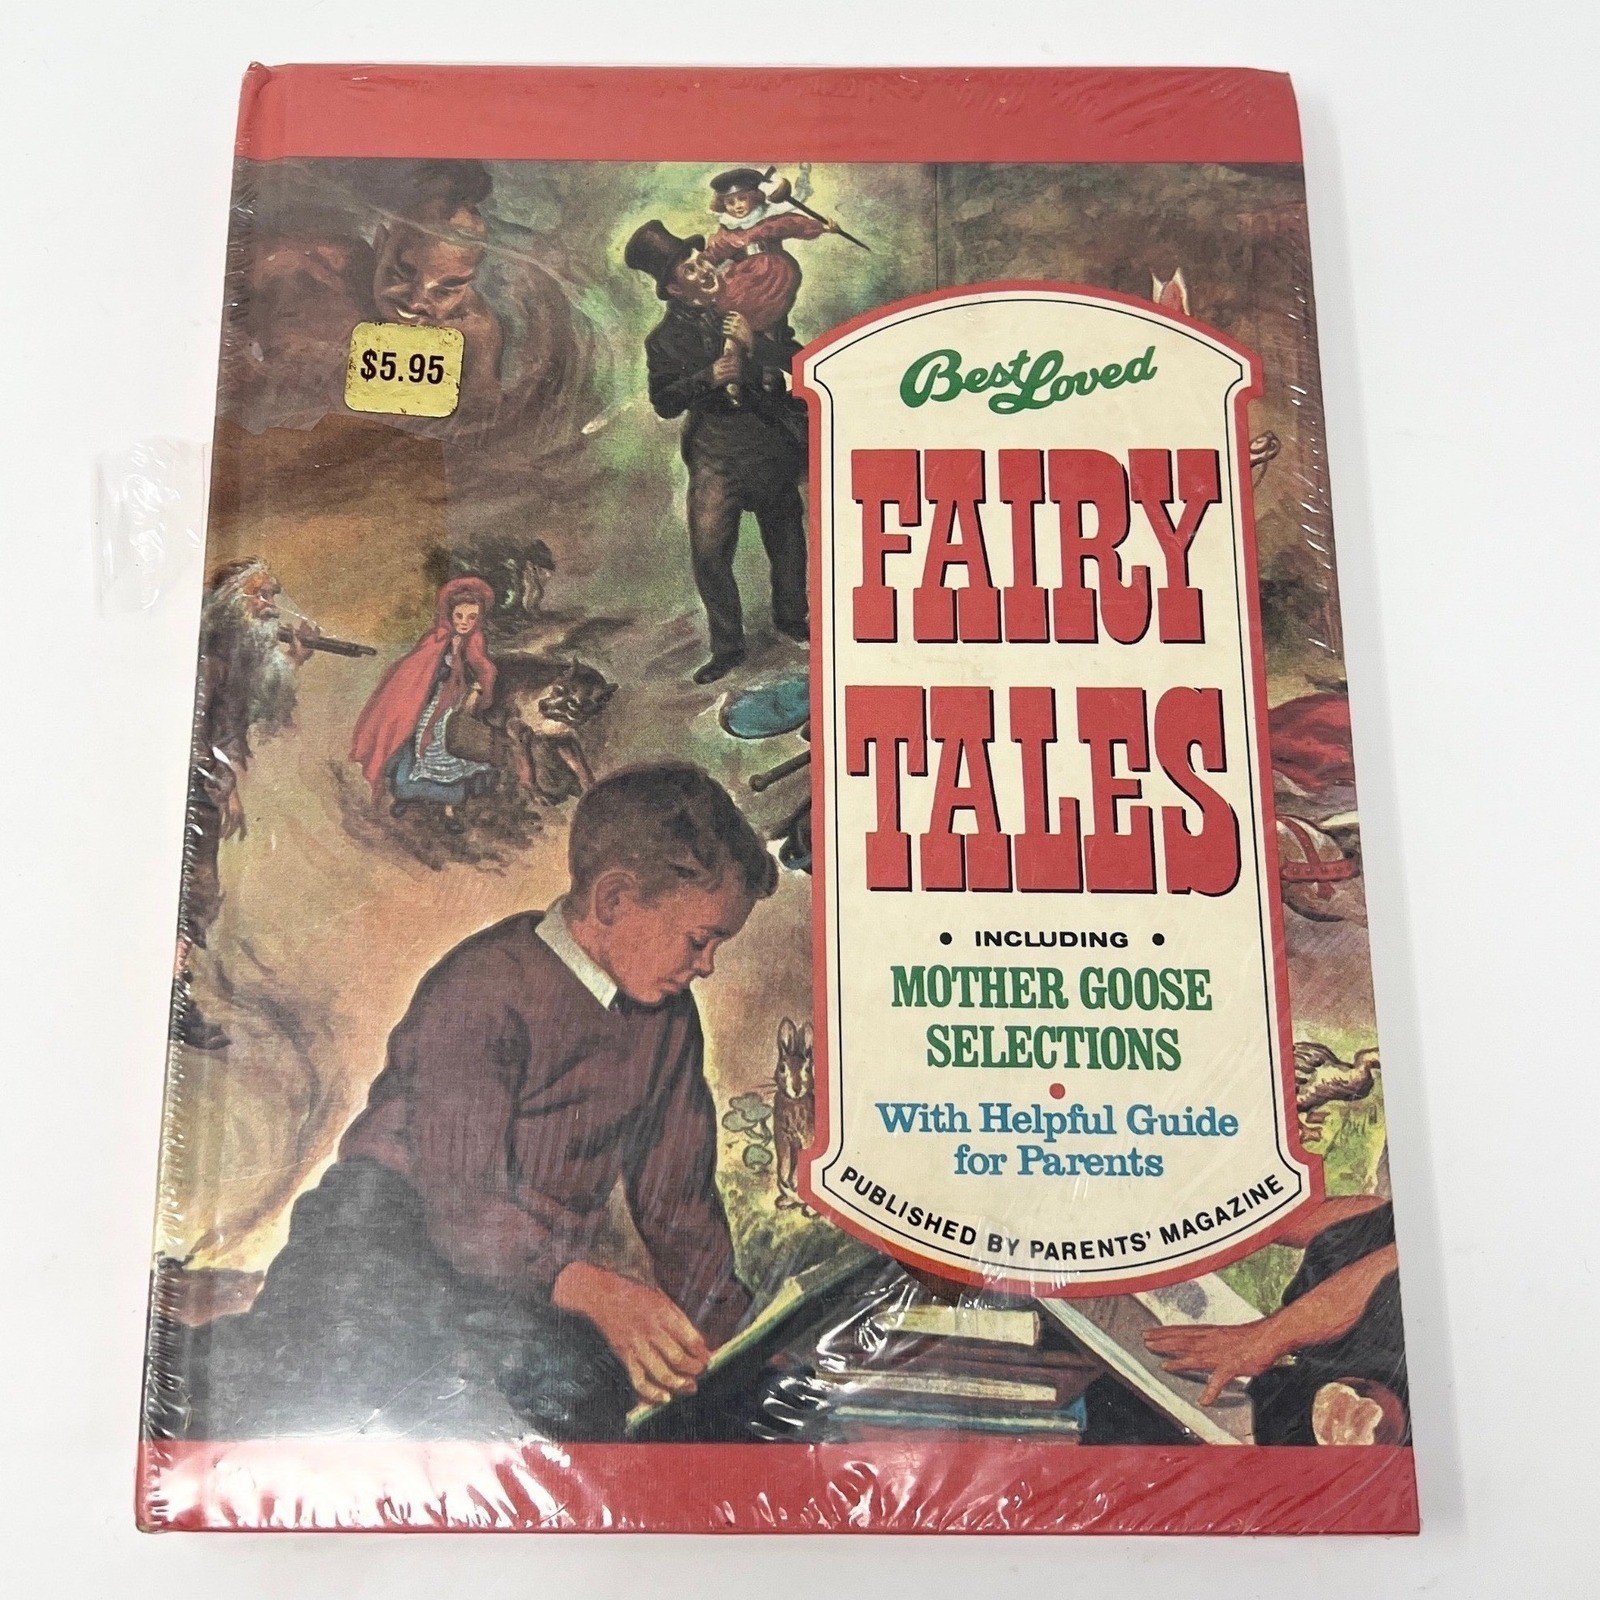 $5.95
Best Loved
FAIRY
TALES
• INCLUDING •
MOTHER GOOSE
SELECTIONS
•
With Helpful Guide
for Parents
PUBLISHED BY PARENTS' MAGAZINE